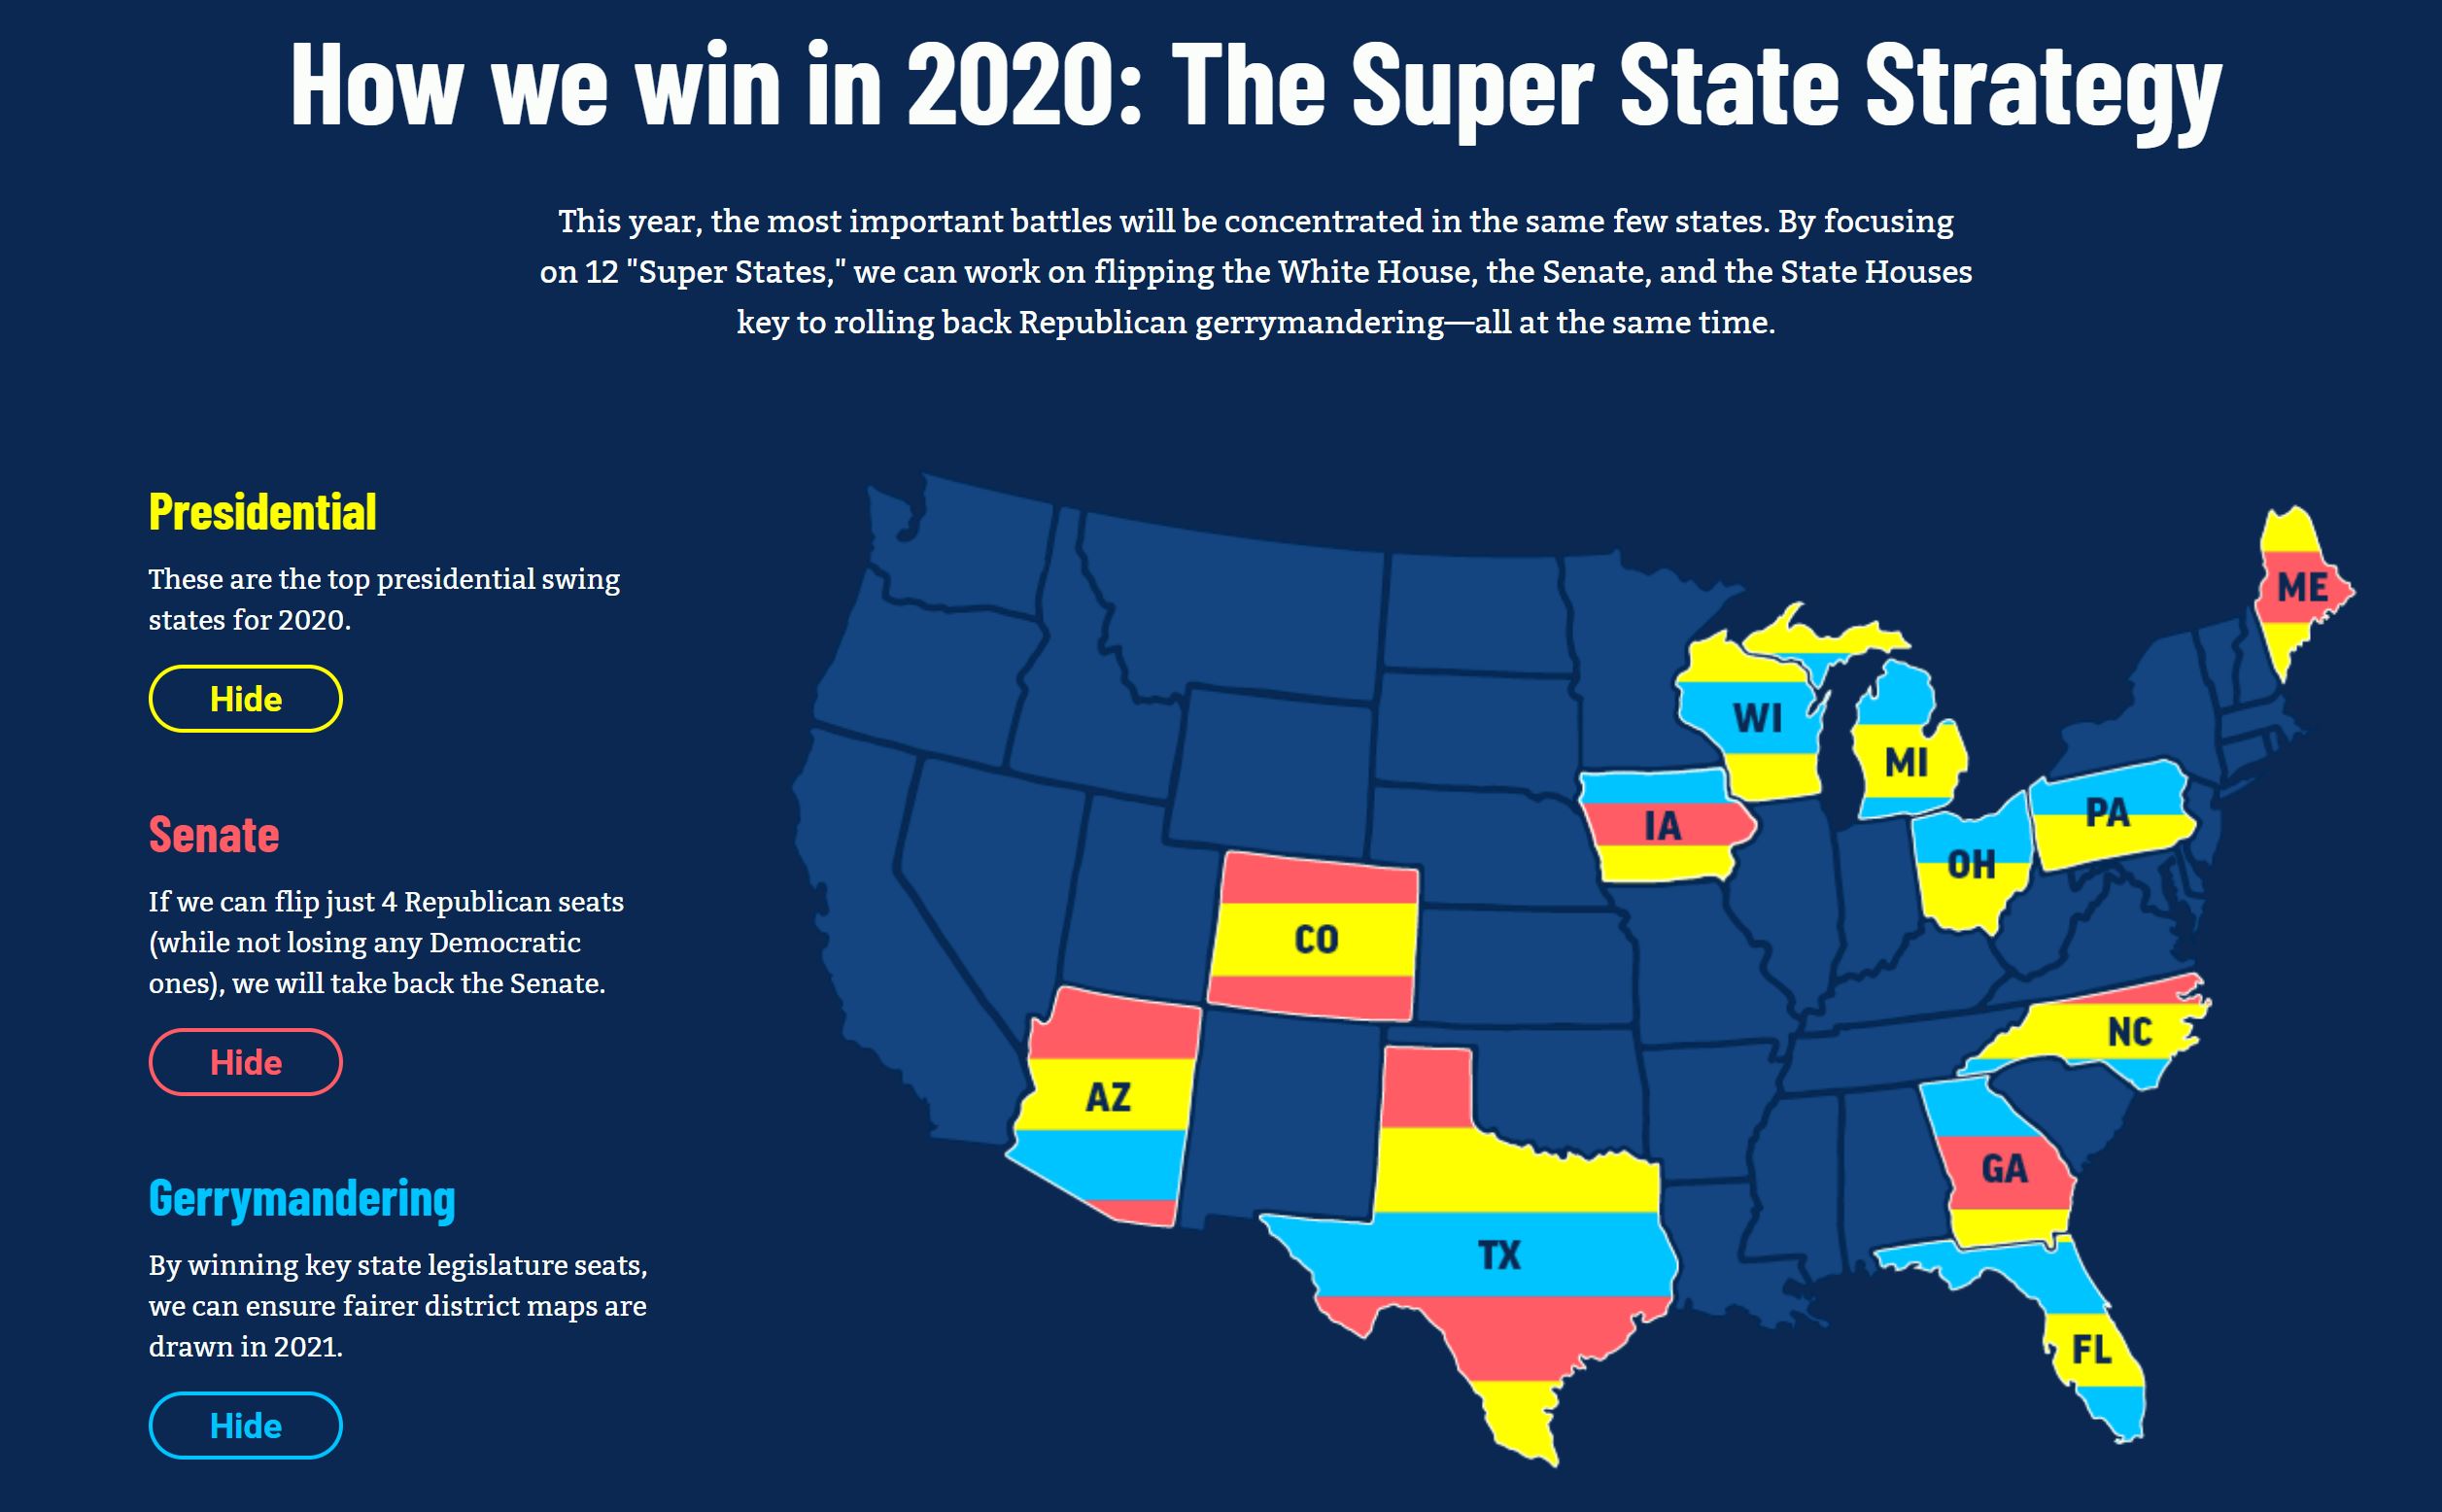 How we win in 2020: The Super State Strategy
This year, the most important battles will be concentrated in the same few states. By focusing
on 12 "Super States," we can work on flipping the White House, the Senate, and the State Houses
key to rolling back Republican gerrymandering—all at the same time.
Presidential
These are the top presidential swing
states for 2020.
Hide
Senate
If we can flip just 4 Republican seats
(while not losing any Democratic
ones), we will take back the Senate.
Hide
Gerrymandering
By winning key state legislature seats,
we can ensure fairer district maps are
drawn in 2021.
Hide
ME
WI
MI
IA
PA
OH
CO
NC
AZ
GA
TX
FL